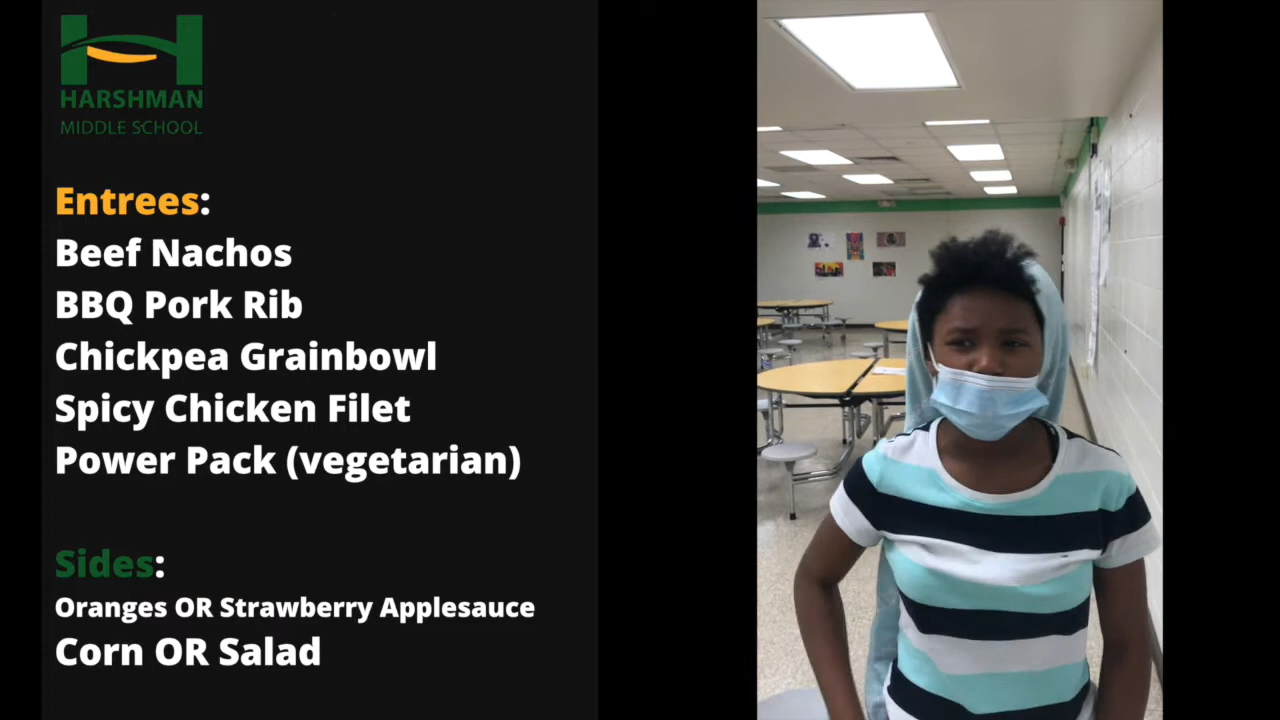 HARSHMAN
MIDDLE SCHOOL
Entrees:
Beef Nachos
BBQ Pork Rib
Chickpea Grainbowl
Spicy Chicken Filet
Power Pack (vegetarian)
Sides:
Oranges OR Strawberry Applesauce
Corn OR Salad